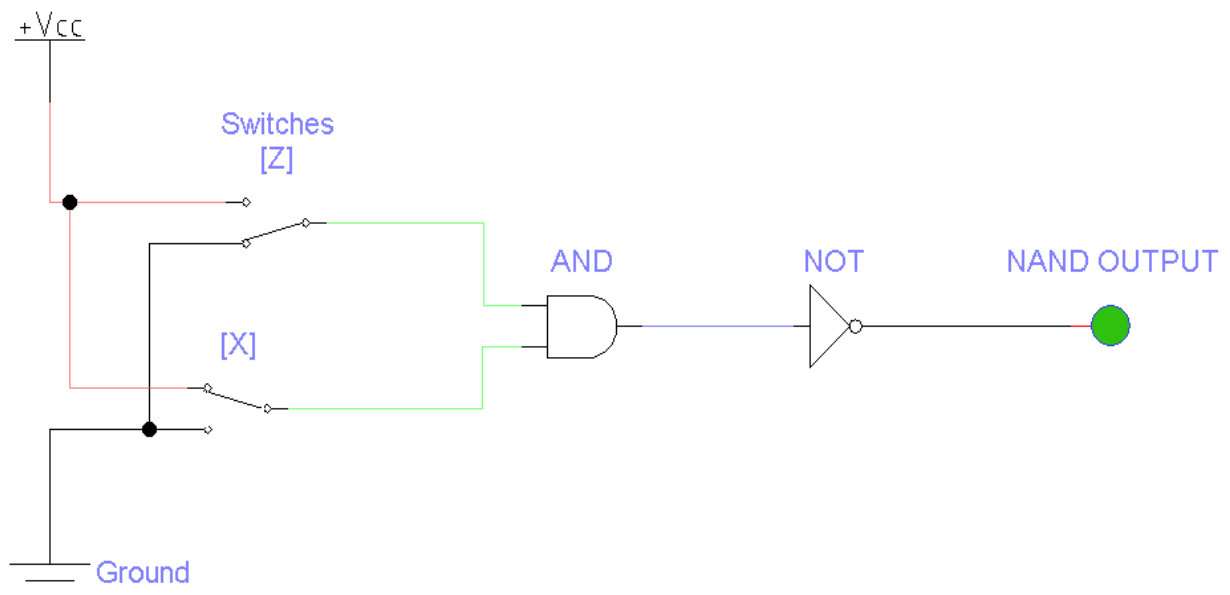 +Vcc
Switches
[Z]
AND
NOT
NAND OUTPUT
[X]
Ground